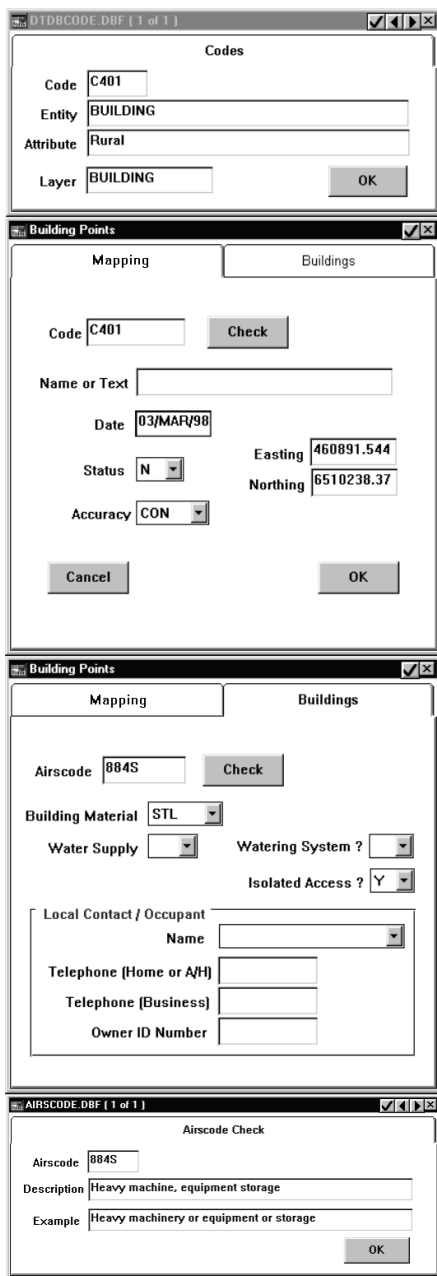 DTDBCODE.DBF ( 1 of 1 )
Codes
Code C401
Entity BUILDING
Attribute Rural
Layer BUILDING OK
Building Points
Mapping Buildings
Code C401 Check
Name or Text
Date 03/MAR/98
Easting 460891.544
Status N
Northing 6510238.37
Accuracy CON
Cancel OK
Building Points
Mapping Buildings
Airscode 884S Check
Building Material STL
Water Supply Watering System ?
Isolated Access ? Y
Local Contact / Occupant
Name
Telephone (Home or A/H)
Telephone (Business)
Owner ID Number
AIRSCODE.DBF ( 1 of 1 )
Airscode Check
Airscode 884S
Description Heavy machine, equipment storage
Example Heavy machinery or equipment or storage
OK